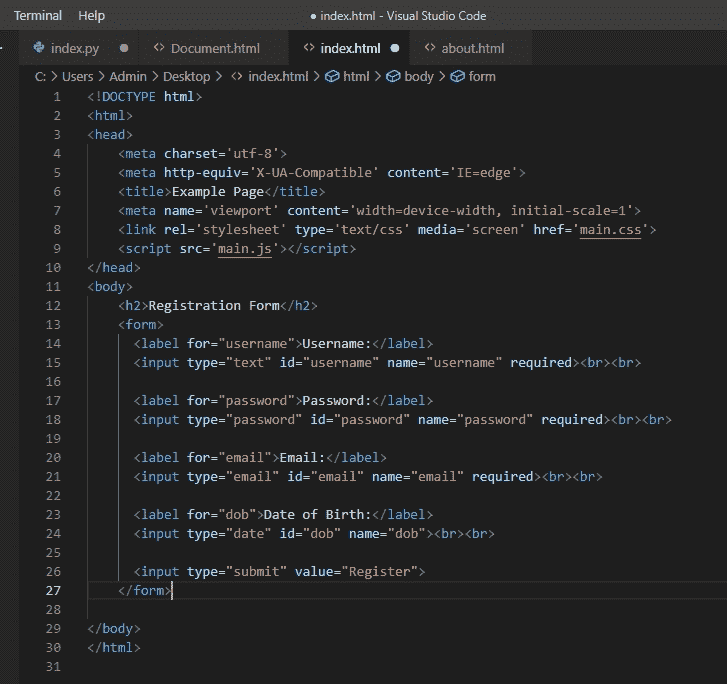 Terminal Help ● index.html - Visual Studio Code
index.py ● <> Document.html <> index.html ● <> about.html
C: > Users > Admin > Desktop > <> index.html > html > body > form
1 <!DOCTYPE html>
2 <html>
3 <head>
4 <meta charset='utf-8'>
5 <meta http-equiv='X-UA-Compatible' content='IE=edge'>
6 <title>Example Page</title>
7 <meta name='viewport' content='width=device-width, initial-scale=1'>
8 <link rel='stylesheet' type='text/css' media='screen' href='main.css'>
9 <script src='main.js'></script>
10 </head>
11 <body>
12 <h2>Registration Form</h2>
13 <form>
14 <label for="username">Username:</label>
15 <input type="text" id="username" name="username" required><br><br>
16
17 <label for="password">Password:</label>
18 <input type="password" id="password" name="password" required><br><br>
19
20 <label for="email">Email:</label>
21 <input type="email" id="email" name="email" required><br><br>
22
23 <label for="dob">Date of Birth:</label>
24 <input type="date" id="dob" name="dob"><br><br>
25
26 <input type="submit" value="Register">
27 </form>
28
29 </body>
30 </html>
31